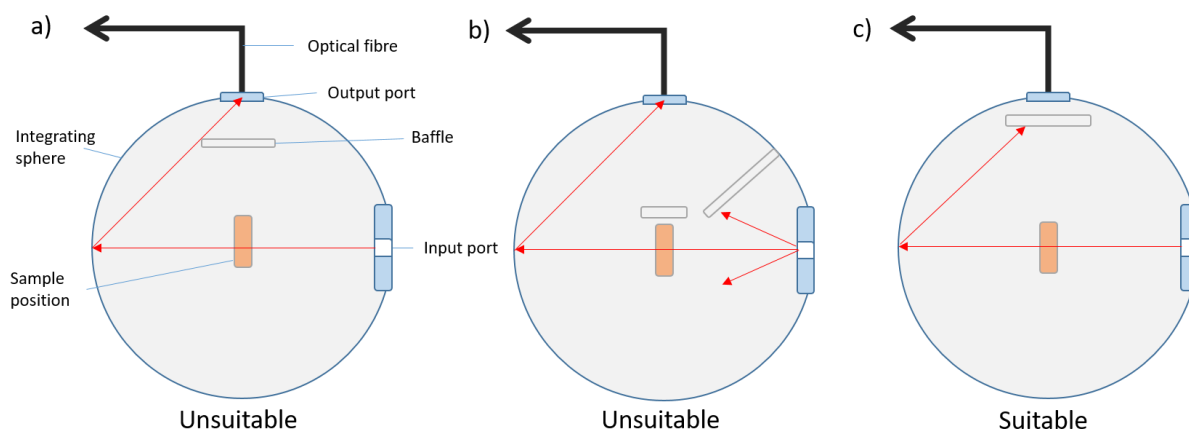 a)
Optical fibre
Output port
Integrating
sphere
Baffle
Input port
Sample
position
Unsuitable
b)
Unsuitable
c)
Suitable